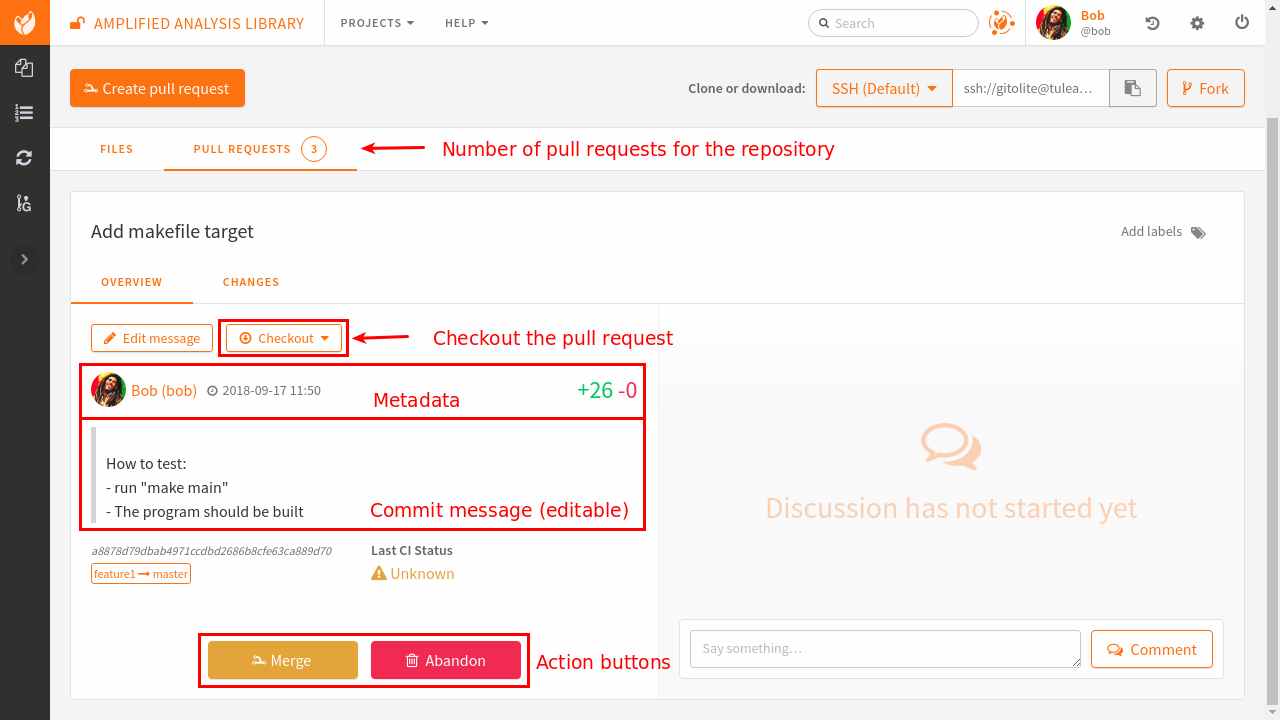 AMPLIFIED ANALYSIS LIBRARY
PROJECTS
HELP
Search
Bob
@bob
Create pull request
Clone or download:
SSH (Default)
ssh://gitolite@tulea…
Fork
FILES
PULL REQUESTS 3
Number of pull requests for the repository
Add makefile target
Add labels
OVERVIEW
CHANGES
Edit message
Checkout
Checkout the pull request
Bob (bob)
2018-09-17 11:50
Metadata
+26 -0
How to test:
- run "make main"
- The program should be built
Commit message (editable)
a8878d79dbab4971ccdbd2686b8cfe63ca889d70
feature1 → master
Last CI Status
Unknown
Merge
Abandon
Action buttons
Discussion has not started yet
Say something…
Comment